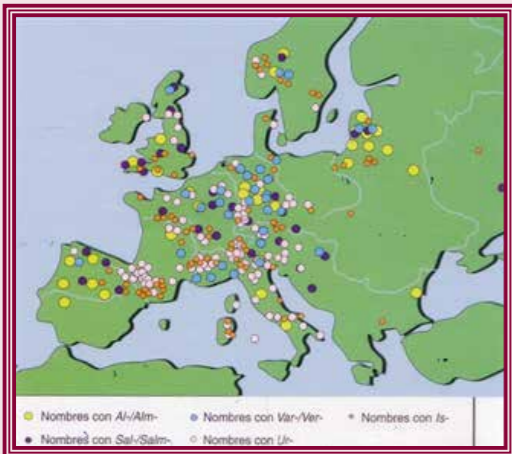 Nombres con Al-/Alm- Nombres con Var-/Ver- Nombres con Is-
Nombres con Sal-/Salm- Nombres con Ur-